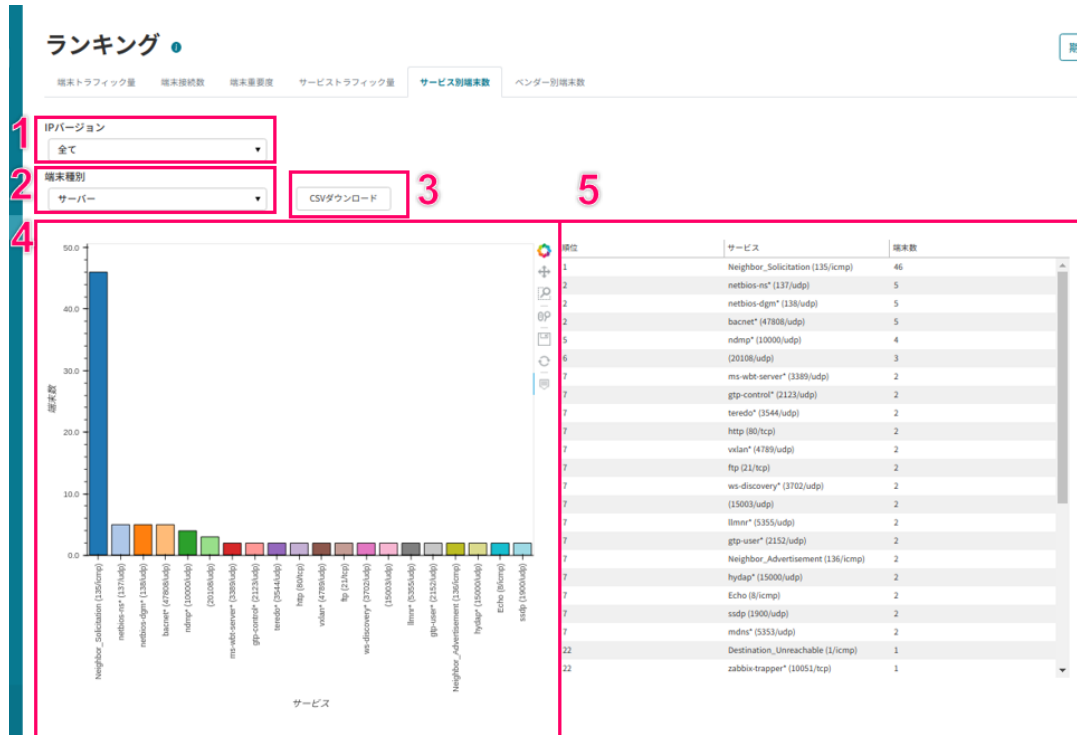 ランキング
階
端末トラフィック量 端末接続数 端末重要度 サービストラフィック量 サービス別端末数 ベンダー別端末数
1
IPバージョン
全て
2
端末種別
サーバー
CSVダウンロード
3
5
4
50.0
40.0
30.0
20.0
10.0
0.0
端末数
Neighbor_Solicitation (135/icmp)
netbios-ns* (137/udp)
netbios-dgm* (138/udp)
bacnet* (47808/udp)
ndmp* (10000/udp)
(20108/udp)
ms-wbt-server* (3389/udp)
gtp-control* (2123/udp)
teredo* (3544/udp)
http (80/tcp)
vxlan* (4789/udp)
ftp (21/tcp)
ws-discovery* (3702/udp)
(15003/udp)
llmnr* (5355/udp)
gtp-user* (2152/udp)
Neighbor_Advertisement (136/icmp)
hydap* (15000/udp)
Echo (8/icmp)
ssdp (1900/udp)
サービス
順位 サービス 端末数
1 Neighbor_Solicitation (135/icmp) 46
2 netbios-ns* (137/udp) 5
2 netbios-dgm* (138/udp) 5
2 bacnet* (47808/udp) 5
5 ndmp* (10000/udp) 4
6 (20108/udp) 3
7 ms-wbt-server* (3389/udp) 2
7 gtp-control* (2123/udp) 2
7 teredo* (3544/udp) 2
7 http (80/tcp) 2
7 vxlan* (4789/udp) 2
7 ftp (21/tcp) 2
7 ws-discovery* (3702/udp) 2
7 (15003/udp) 2
7 llmnr* (5355/udp) 2
7 gtp-user* (2152/udp) 2
7 Neighbor_Advertisement (136/icmp) 2
7 hydap* (15000/udp) 2
7 Echo (8/icmp) 2
7 ssdp (1900/udp) 2
7 mdns* (5353/udp) 2
22 Destination_Unreachable (1/icmp) 1
22 zabbix-trapper* (10051/tcp) 1